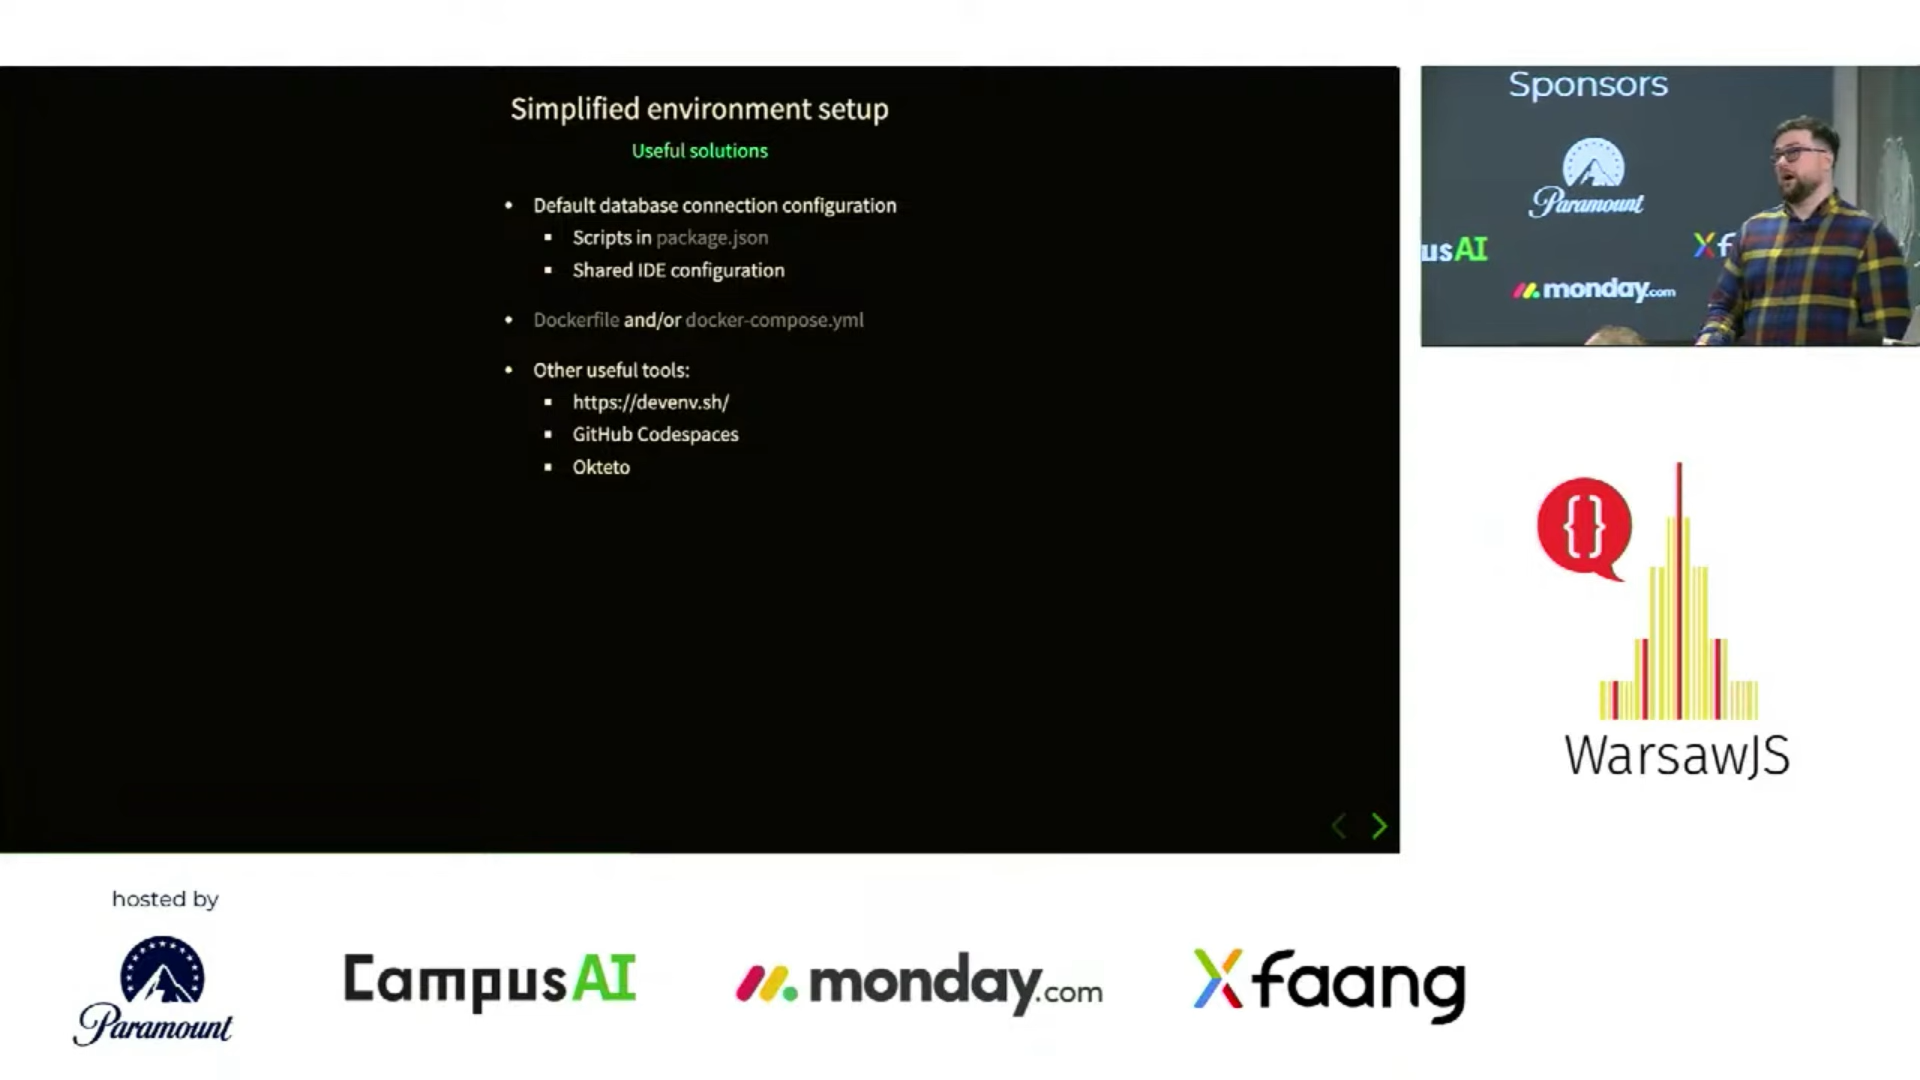 Simplified environment setup
Useful solutions
• Default database connection configuration
▪ Scripts in package.json
▪ Shared IDE configuration
• Dockerfile and/or docker-compose.yml
• Other useful tools:
▪ https://devenv.sh/
▪ GitHub Codespaces
▪ Okteto
Sponsors
Paramount
usAI
Xf
monday.com
{}
WarsawJS
hosted by
Paramount
CampusAI
monday.com
Xfaang